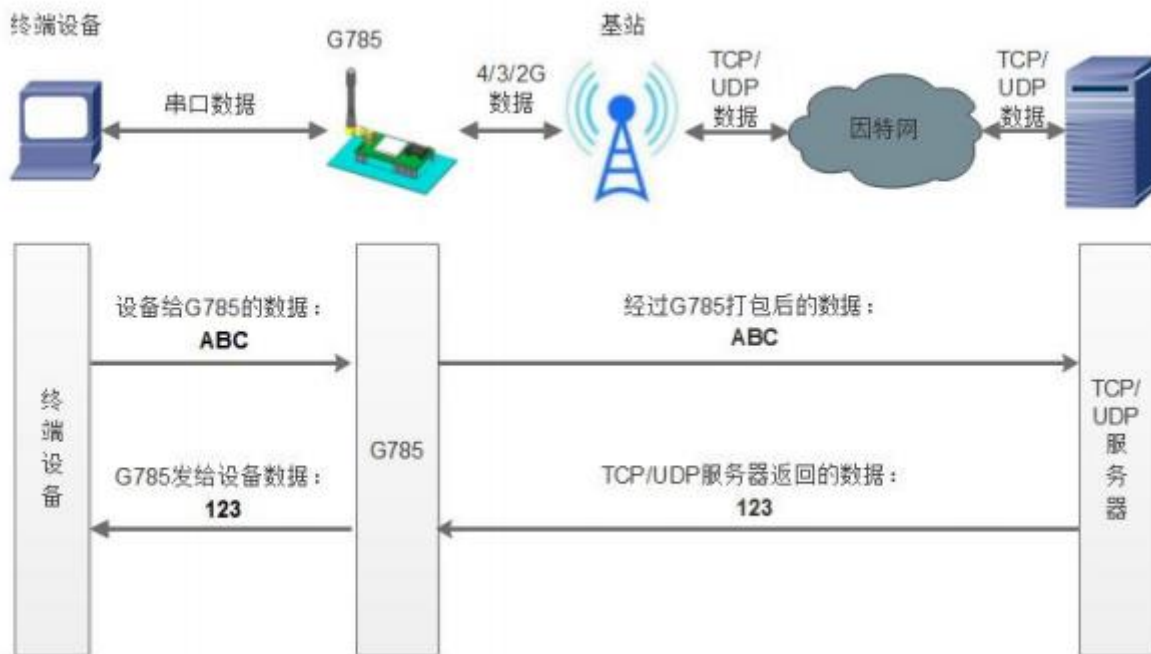 终端设备
G785
基站
串口数据
4/3/2G
数据
TCP/
UDP
数据
因特网
TCP/
UDP
数据
设备给G785的数据：
ABC
经过G785打包后的数据：
ABC
终端设备
G785
TCP/
UDP
服务器
G785发给设备数据：
123
TCP/UDP服务器返回的数据：
123